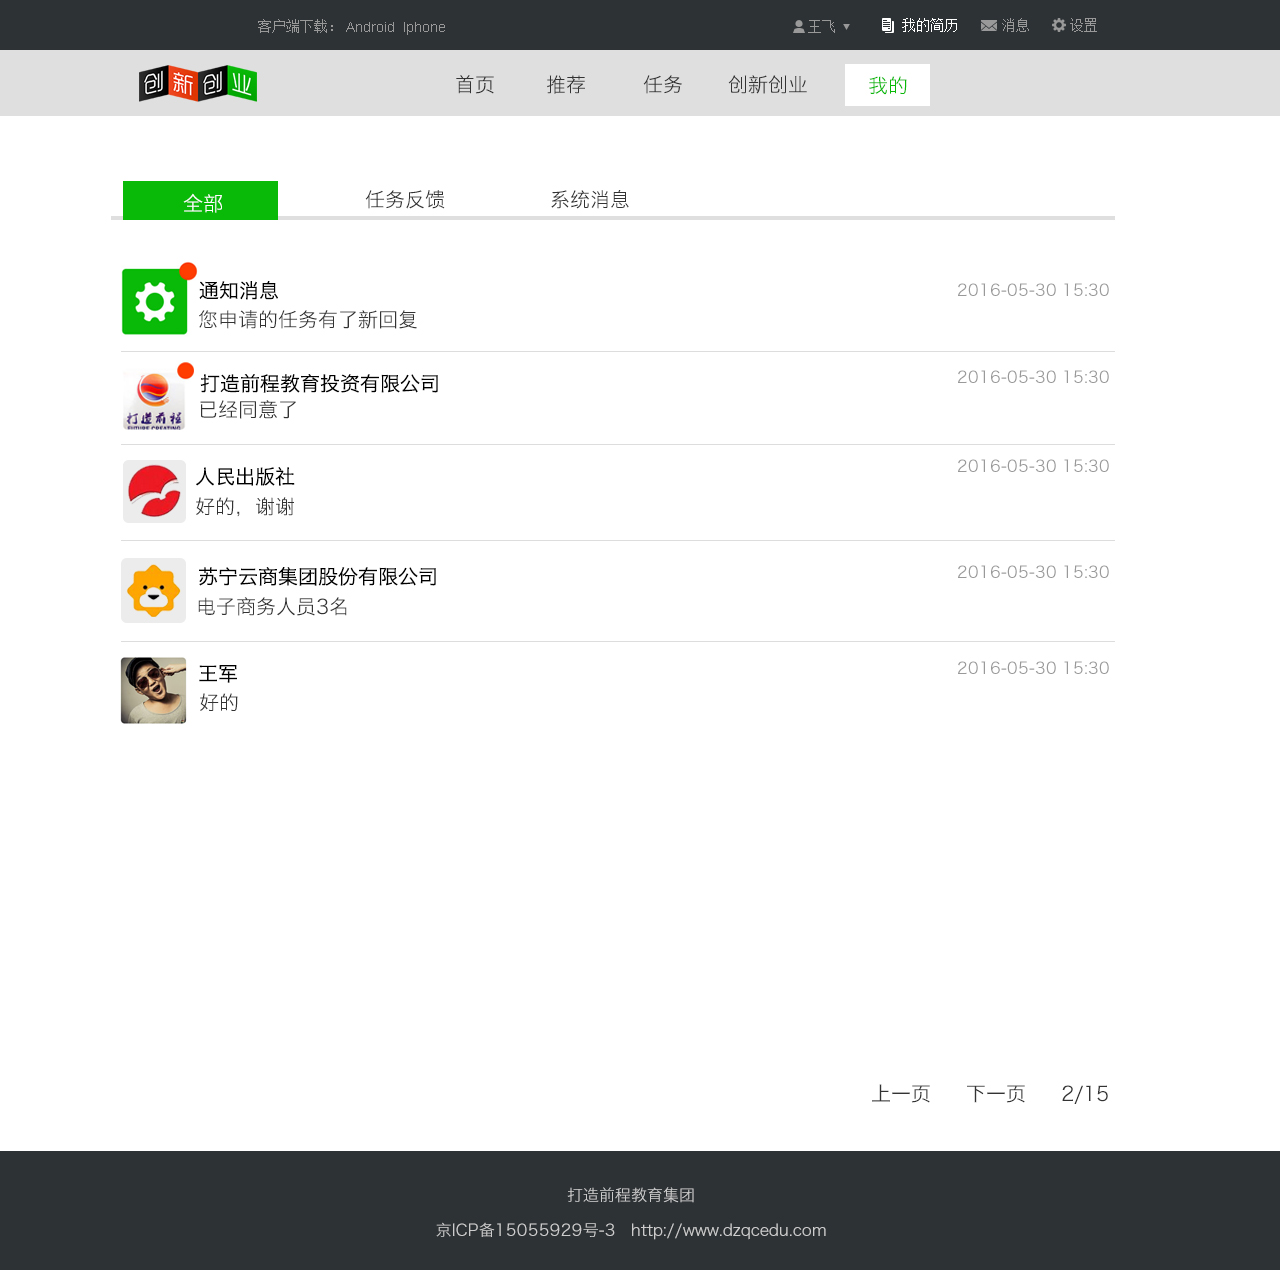 客户端下载： Android Iphone 王飞 ▼ 我的简历 消息 设置
创新创业 首页 推荐 任务 创新创业 我的
全部 任务反馈 系统消息
通知消息 2016-05-30 15:30
您申请的任务有了新回复
打造前程教育投资有限公司 2016-05-30 15:30
已经同意了
打造前程
FUTURE CREATING
人民出版社 2016-05-30 15:30
好的，谢谢
苏宁云商集团股份有限公司 2016-05-30 15:30
电子商务人员3名
王军 2016-05-30 15:30
好的
上一页 下一页 2/15
打造前程教育集团
京ICP备15055929号-3 http://www.dzqcedu.com